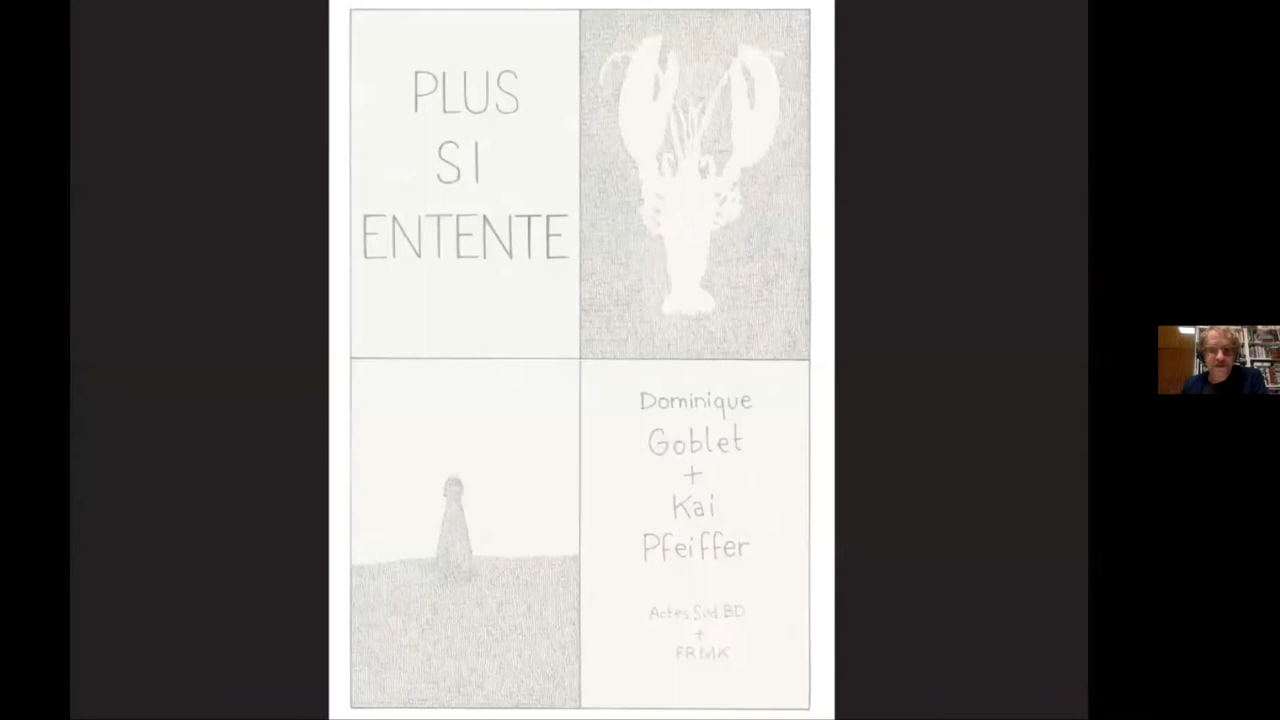 PLUS
SI
ENTENTE
Dominique
Goblet
+
Kai
Pfeiffer
Actes Sud BD
+
FRMK